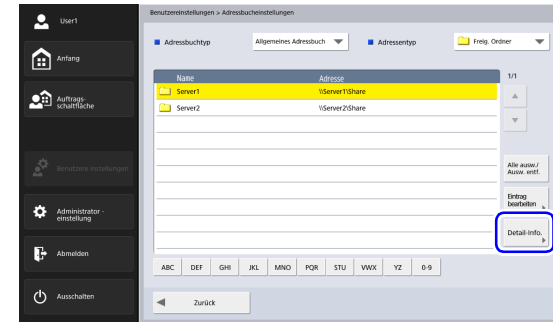 User1
Benutzereinstellungen > Adressbucheinstellungen
Adressbuchtyp
Allgemeines Adressbuch
Adressentyp
Freig. Ordner
Anfang
Auftrags-
schaltfläche
Benutzere instellungen
Administrator -
einstellung
Abmelden
Ausschalten
Name Adresse
Server1 \\Server1\Share
Server2 \\Server2\Share
1/1
Alle ausw./
Ausw. entf.
Eintrag
bearbeiten
Detail-Info.
ABC DEF GHI JKL MNO PQR STU VWX YZ 0-9
Zurück